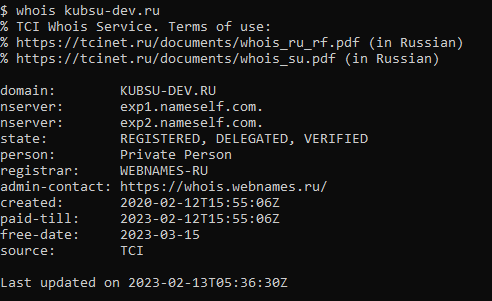 $ whois kubsu-dev.ru
% TCI Whois Service. Terms of use:
% https://tcinet.ru/documents/whois_ru_rf.pdf (in Russian)
% https://tcinet.ru/documents/whois_su.pdf (in Russian)
domain: KUBSU-DEV.RU
nserver: exp1.nameself.com.
nserver: exp2.nameself.com.
state: REGISTERED, DELEGATED, VERIFIED
person: Private Person
registrar: WEBNAMES-RU
admin-contact: https://whois.webnames.ru/
created: 2020-02-12T15:55:06Z
paid-till: 2023-02-12T15:55:06Z
free-date: 2023-03-15
source: TCI
Last updated on 2023-02-13T05:36:30Z